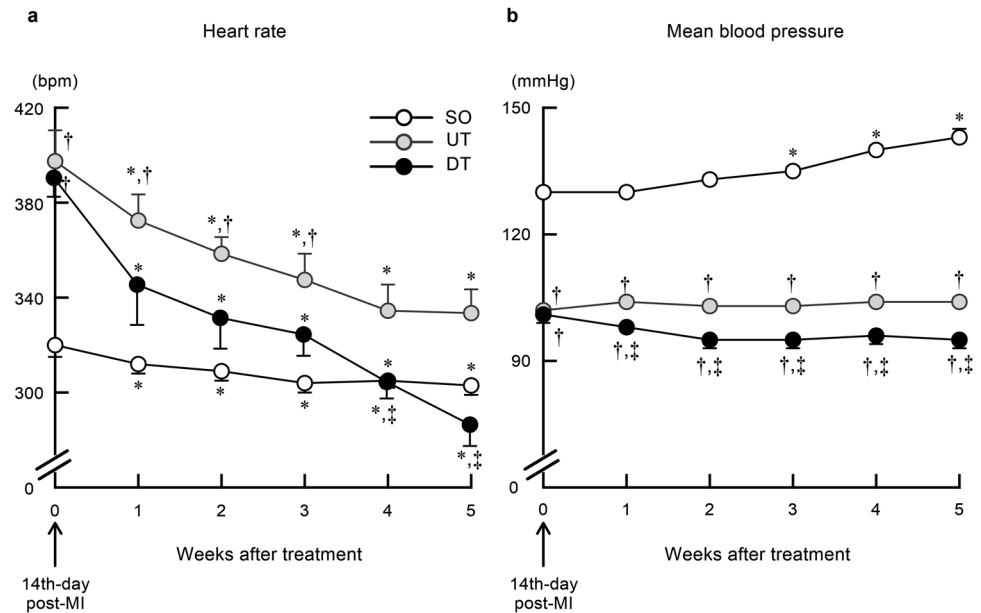 a
Heart rate
(bpm)
420
380
340
300
0
SO
UT
DT
†
†
*,†
*,†
*,†
*
*
*
*
*
*,‡
*,‡
*
*
*
*
*
0 1 2 3 4 5
Weeks after treatment
14th-day
post-MI
b
Mean blood pressure
(mmHg)
150
120
90
0
* * *
† † † † † †
† †,‡ †,‡ †,‡ †,‡ †,‡
0 1 2 3 4 5
Weeks after treatment
14th-day
post-MI